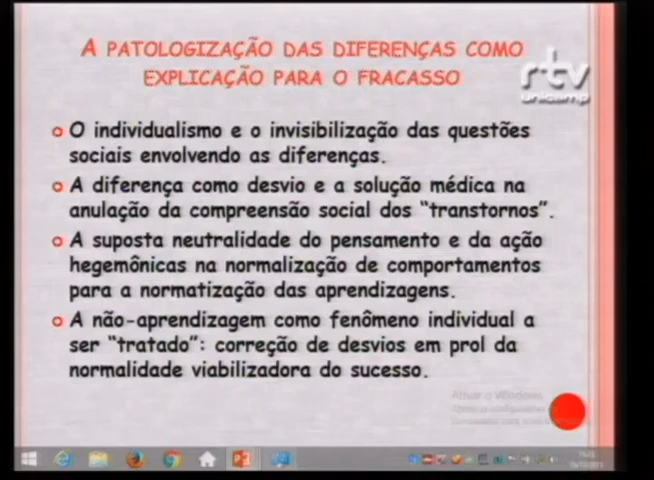 A PATOLOGIZAÇÃO DAS DIFERENÇAS COMO
EXPLICAÇÃO PARA O FRACASSO
rtv
unicamp
O individualismo e o invisibilização das questões
sociais envolvendo as diferenças.
A diferença como desvio e a solução médica na
anulação da compreensão social dos “transtornos”.
A suposta neutralidade do pensamento e da ação
hegemônicas na normalização de comportamentos
para a normatização das aprendizagens.
A não-aprendizagem como fenômeno individual a
ser “tratado”: correção de desvios em prol da
normalidade viabilizadora do sucesso.
Ativar o Windows